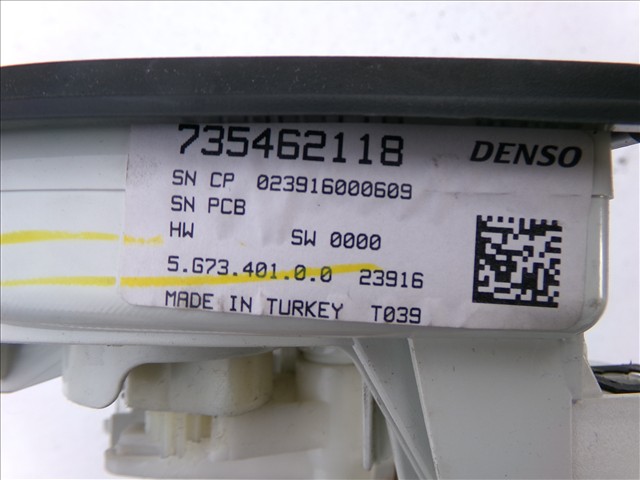 735462118 DENSO
SN CP 023916000609
SN PCB
HW SW 0000
5.673.401.0.0 23916
MADE IN TURKEY T039